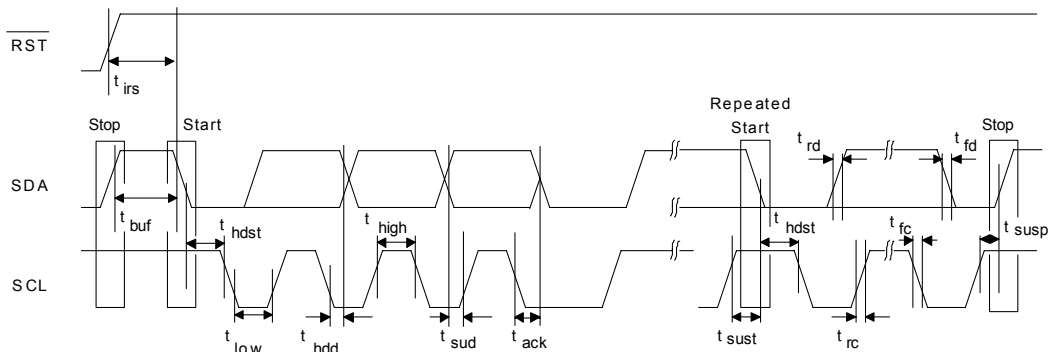 RST
t irs
Repeated
Stop
Start
Start
Stop
t rd
t fd
SDA
t buf
t hdst
t high
t hdst
t fc
t susp
SCL
t low
t hdd
t sud
t ack
t sust
t rc